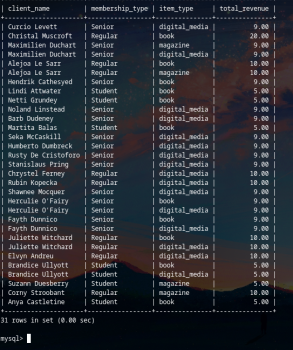 | client_name | membership_type | item_type | total_revenue |
| Curcio Levett | Senior | digital_media | 9.00 |
| Christal Muscroft | Regular | book | 20.00 |
| Maximilien Duchart | Senior | magazine | 9.00 |
| Maximilien Duchart | Senior | digital_media | 9.00 |
| Alejoa Le Sarr | Regular | book | 10.00 |
| Alejoa Le Sarr | Regular | magazine | 10.00 |
| Hendrik Cathesyed | Senior | book | 9.00 |
| Lindi Attwater | Student | book | 5.00 |
| Netti Grundey | Student | book | 5.00 |
| Noland Linstead | Senior | digital_media | 9.00 |
| Barb Dudeney | Senior | digital_media | 9.00 |
| Martita Balas | Student | book | 5.00 |
| Seka McCaskill | Senior | digital_media | 9.00 |
| Humberto Dumbreck | Senior | digital_media | 9.00 |
| Rusty De Cristoforo | Senior | digital_media | 9.00 |
| Stanislaus Pring | Senior | digital_media | 9.00 |
| Chrystel Ferney | Regular | digital_media | 10.00 |
| Rubin Kopecka | Regular | digital_media | 10.00 |
| Shawnee Mocquer | Senior | digital_media | 9.00 |
| Herculie O'Fairy | Senior | book | 9.00 |
| Herculie O'Fairy | Senior | digital_media | 9.00 |
| Fayth Dunnico | Senior | book | 9.00 |
| Fayth Dunnico | Senior | digital_media | 9.00 |
| Juliette Witchard | Regular | book | 10.00 |
| Juliette Witchard | Regular | digital_media | 10.00 |
| Elvyn Andreu | Regular | digital_media | 10.00 |
| Brandice Ullyott | Student | book | 5.00 |
| Brandice Ullyott | Student | digital_media | 5.00 |
| Suzann Duesberry | Student | magazine | 5.00 |
| Corny Stroobant | Regular | magazine | 10.00 |
| Anya Castletine | Student | book | 5.00 |
31 rows in set (0.00 sec)
mysql>